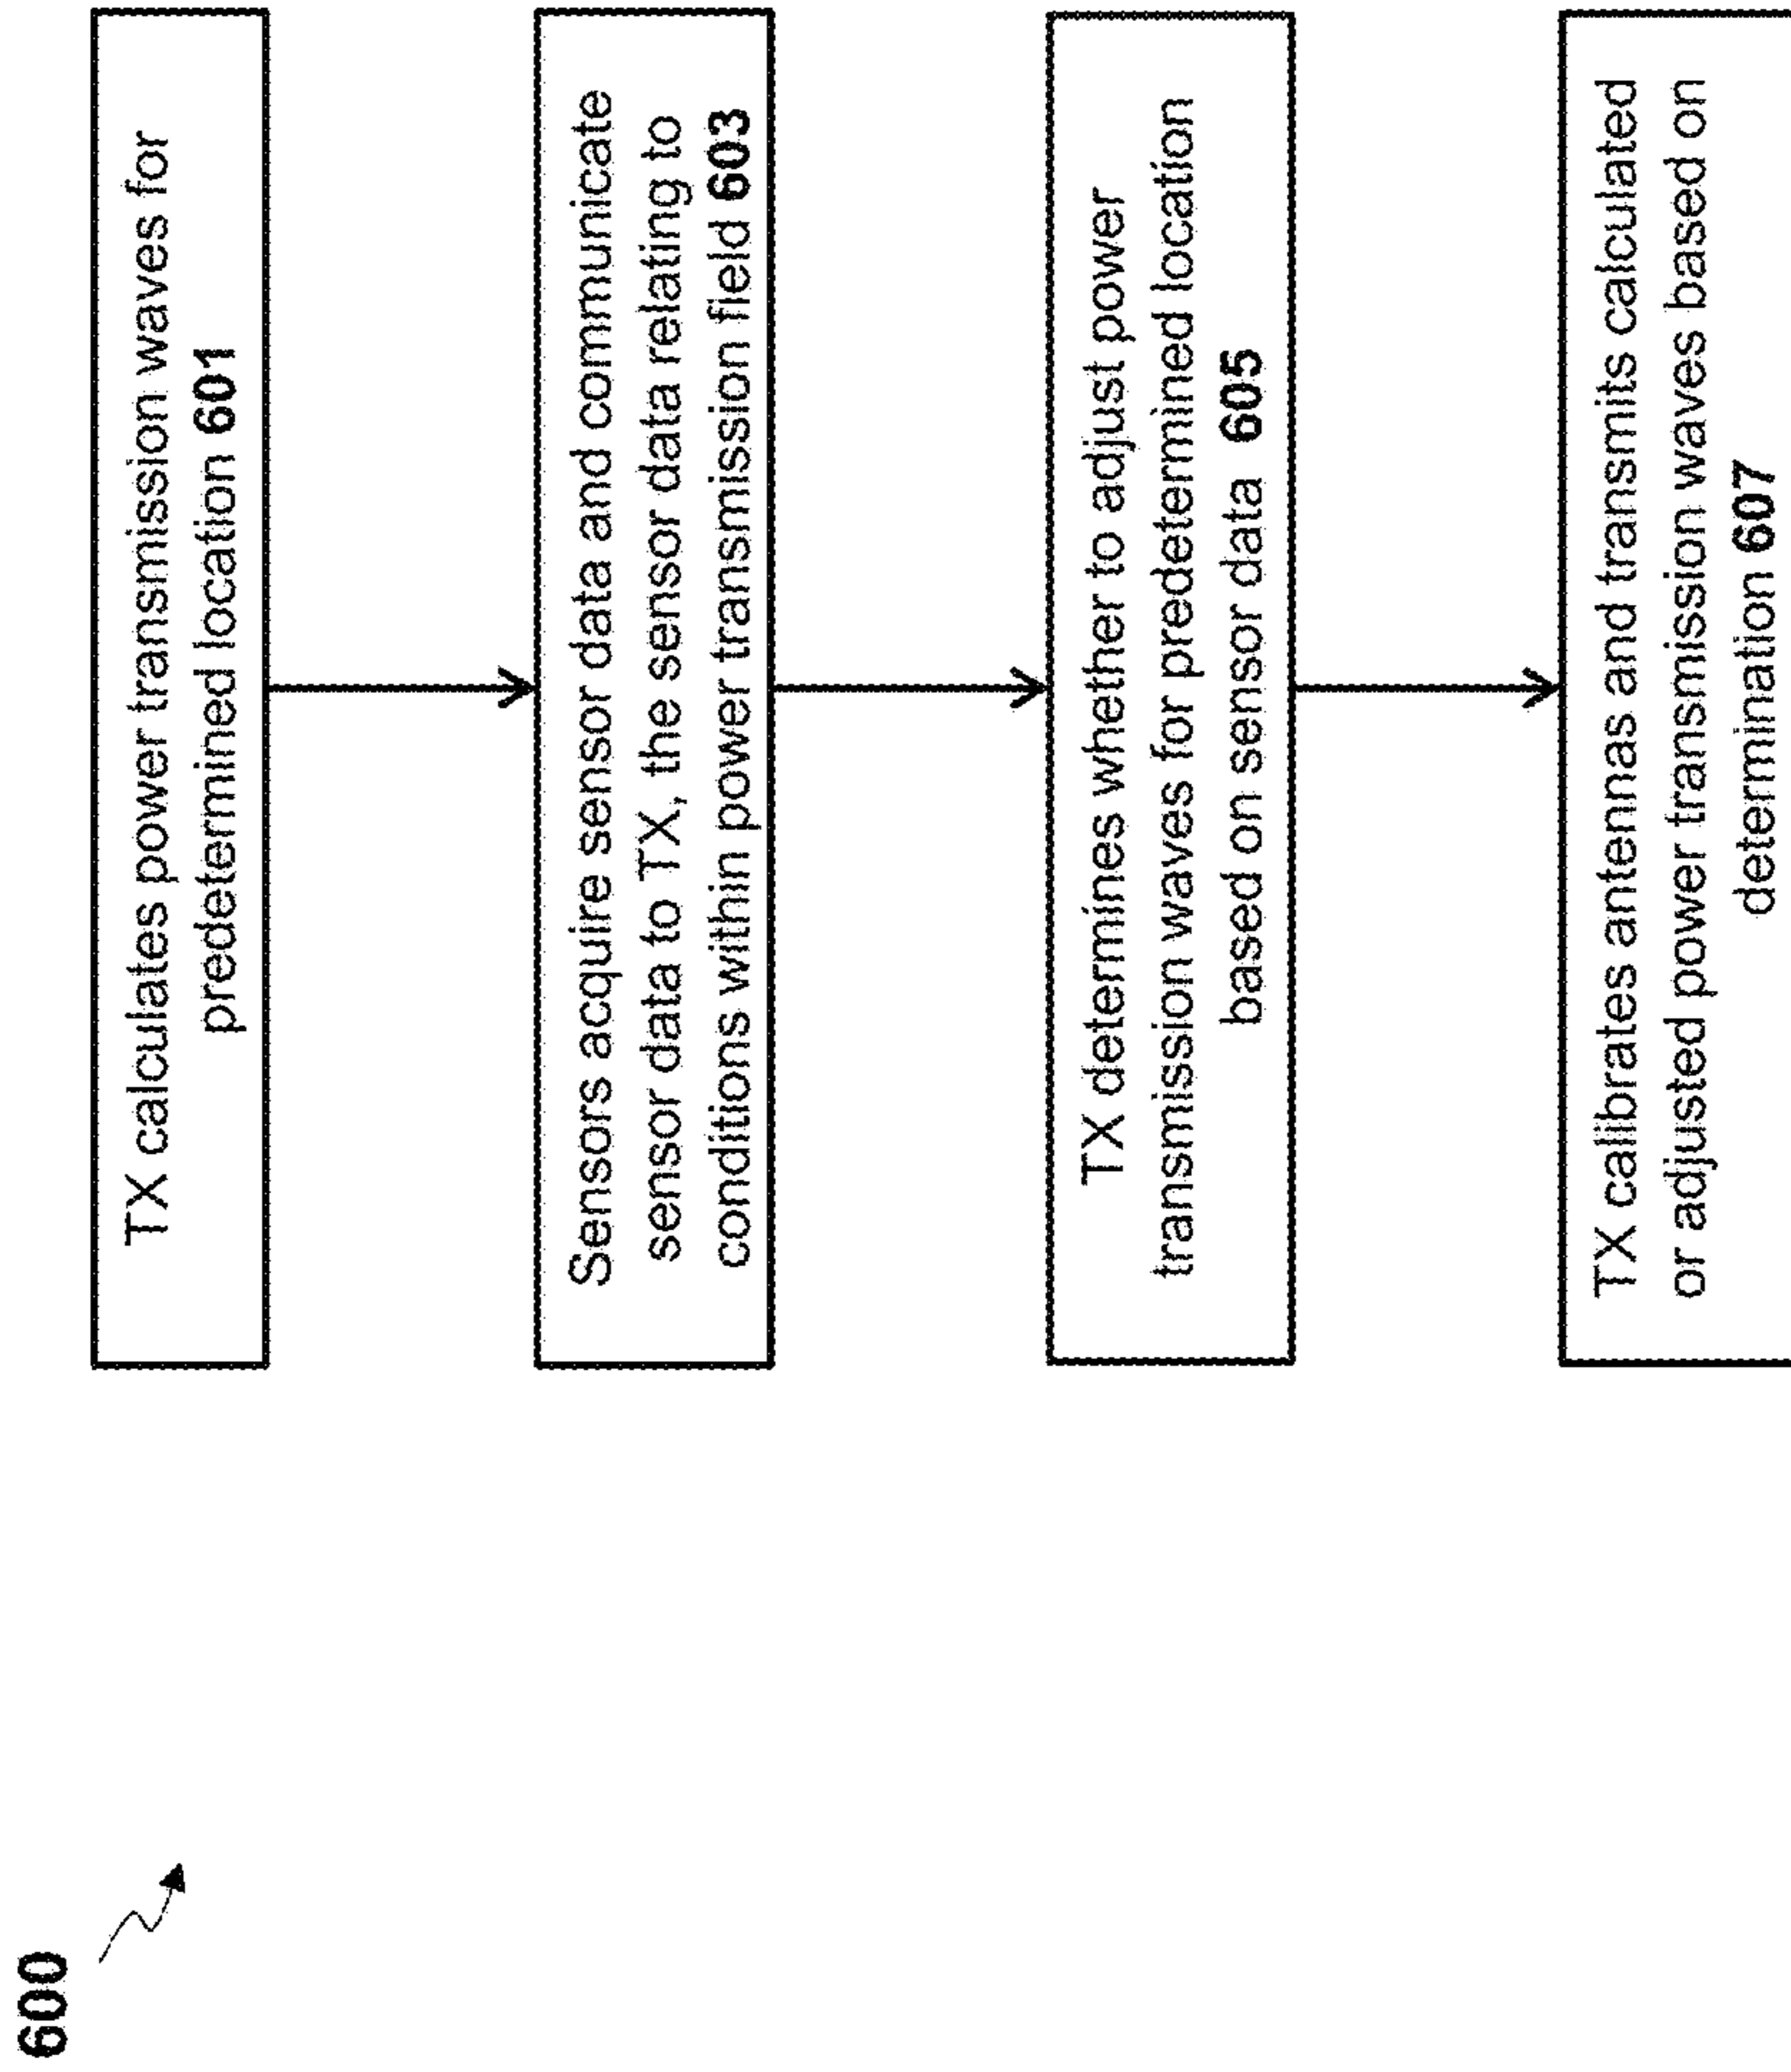 600
TX calculates power transmission waves for
predetermined location 601
Sensors acquire sensor data and communicate
sensor data to TX, the sensor data relating to
conditions within power transmission field 603
TX determines whether to adjust power
transmission waves for predetermined location
based on sensor data 605
TX calibrates antennas and transmits calculated
or adjusted power transmission waves based on
determination 607